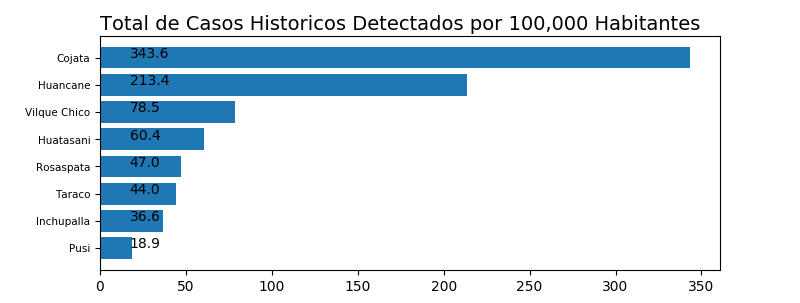 Total de Casos Historicos Detectados por 100,000 Habitantes
Cojata 343.6
Huancane 213.4
Vilque Chico 78.5
Huatasani 60.4
Rosaspata 47.0
Taraco 44.0
Inchupalla 36.6
Pusi 18.9
0 50 100 150 200 250 300 350